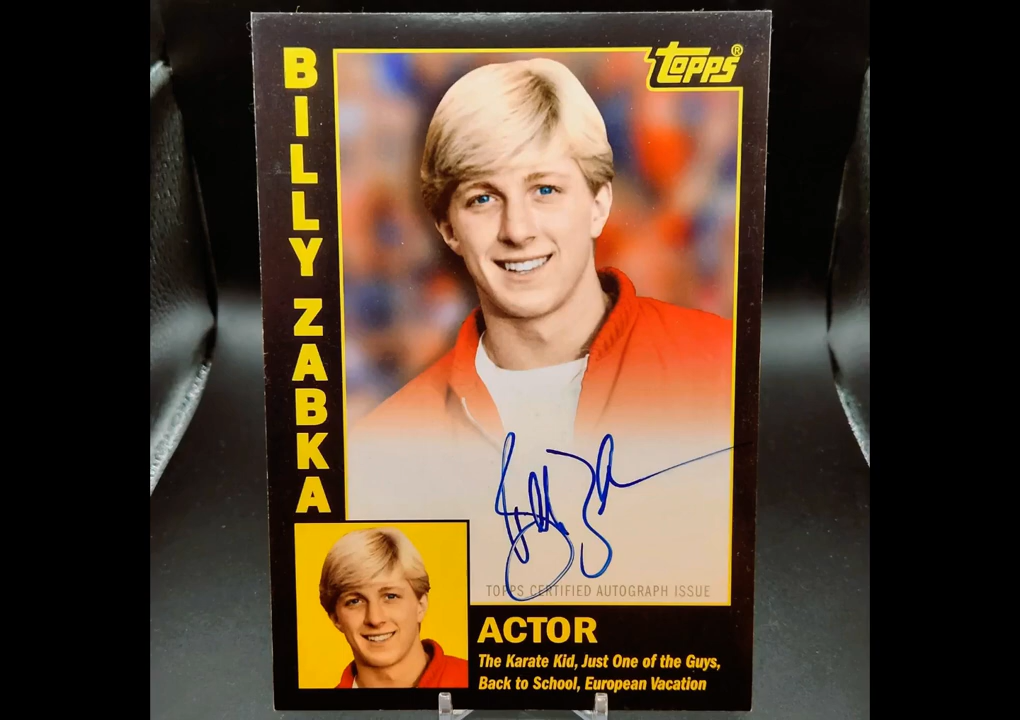 topps®
BILLY ZABKA
TOPPS CERTIFIED AUTOGRAPH ISSUE
ACTOR
The Karate Kid, Just One of the Guys,
Back to School, European Vacation